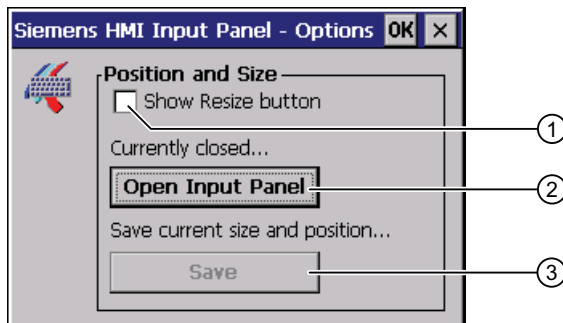 Siemens HMI Input Panel - Options OK ×
Position and Size
Show Resize button
1
Currently closed...
Open Input Panel
2
Save current size and position...
Save
3